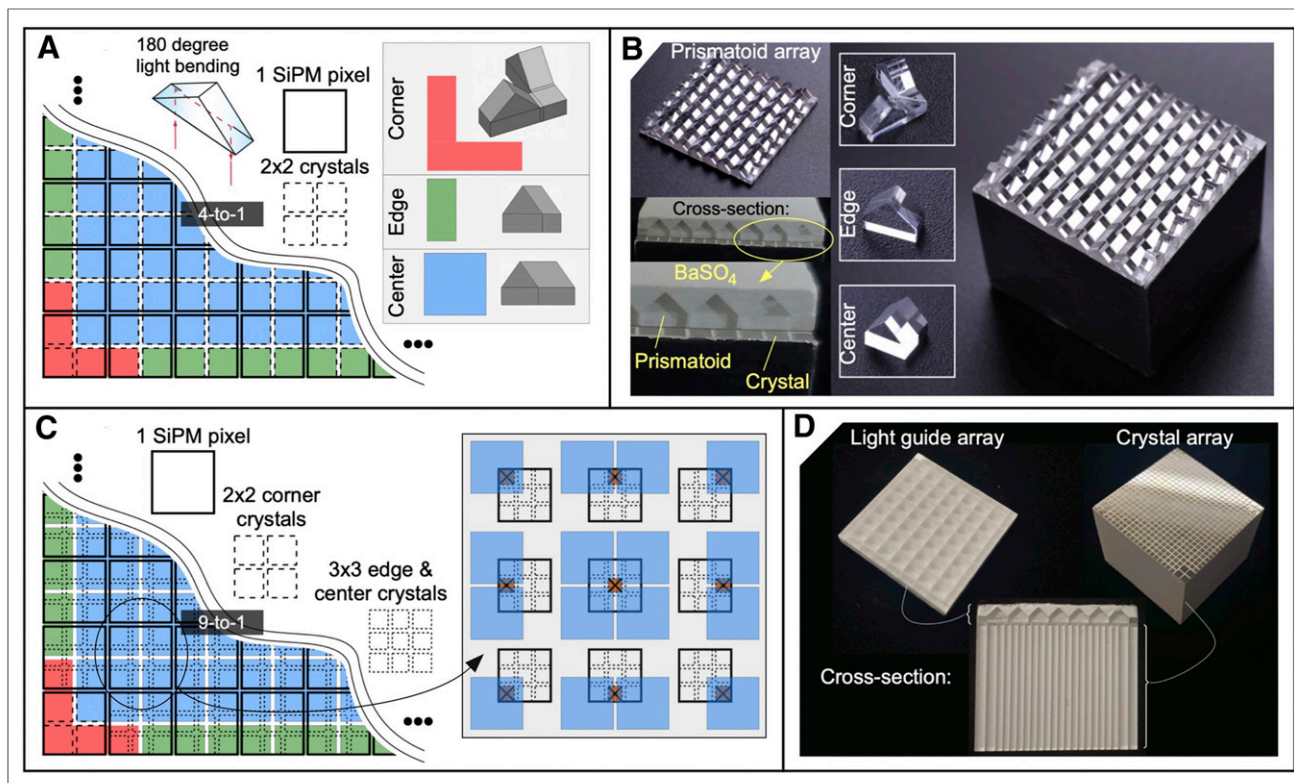 A
180 degree
light bending
1 SiPM pixel
2x2 crystals
4-to-1
Corner
Edge
Center
B
Prismatoid array
Cross-section:
BaSO4
Prismatoid
Crystal
Corner
Edge
Center
C
1 SiPM pixel
2x2 corner
crystals
3x3 edge &
center crystals
9-to-1
D
Light guide array
Crystal array
Cross-section: